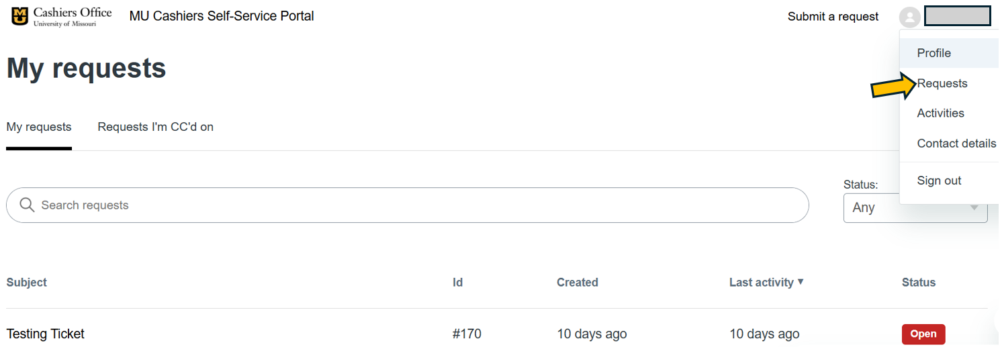 MU
Cashiers Office
University of Missouri
MU Cashiers Self-Service Portal
Submit a request
My requests
Profile
Requests
Activities
Contact details
Sign out
My requests
Requests I'm CC'd on
Search requests
Status:
Any
Subject Id Created Last activity ▼ Status
Testing Ticket #170 10 days ago 10 days ago Open